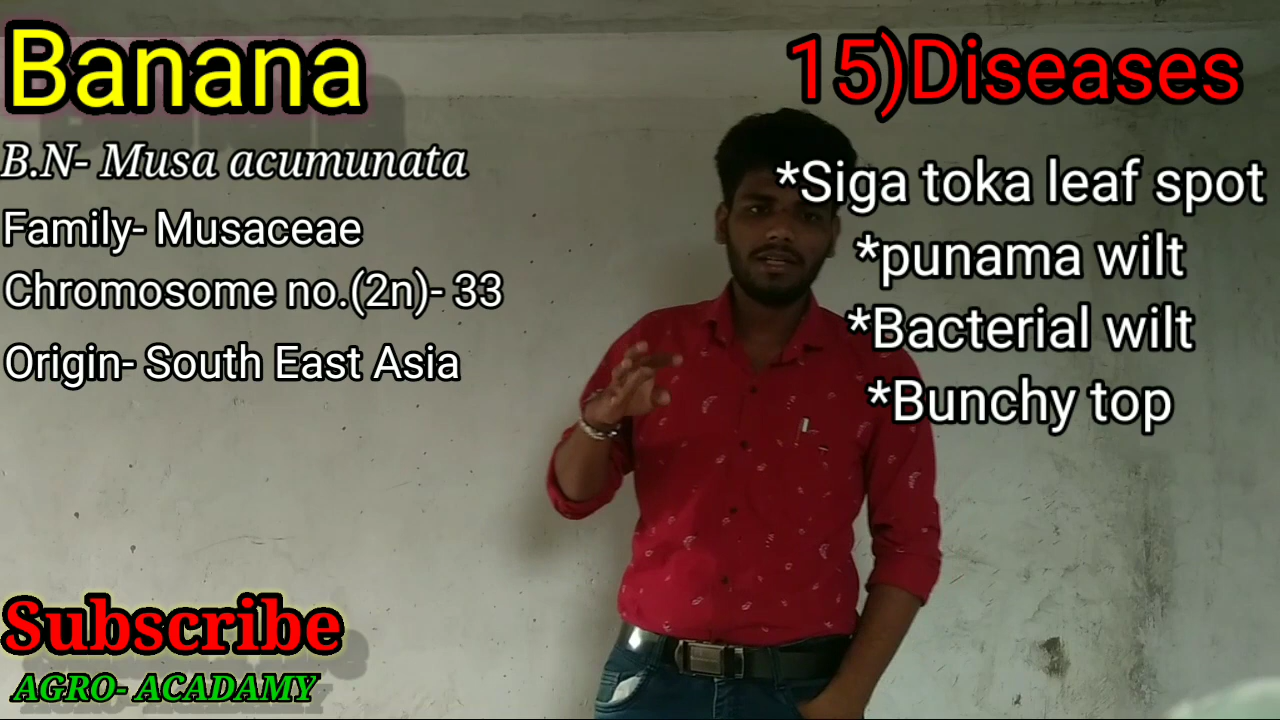 Banana
B.N- Musa acumunata
Family- Musaceae
Chromosome no.(2n)- 33
Origin- South East Asia
15)Diseases
*Siga toka leaf spot
*punama wilt
*Bacterial wilt
*Bunchy top
Subscribe
AGRO- ACADAMY